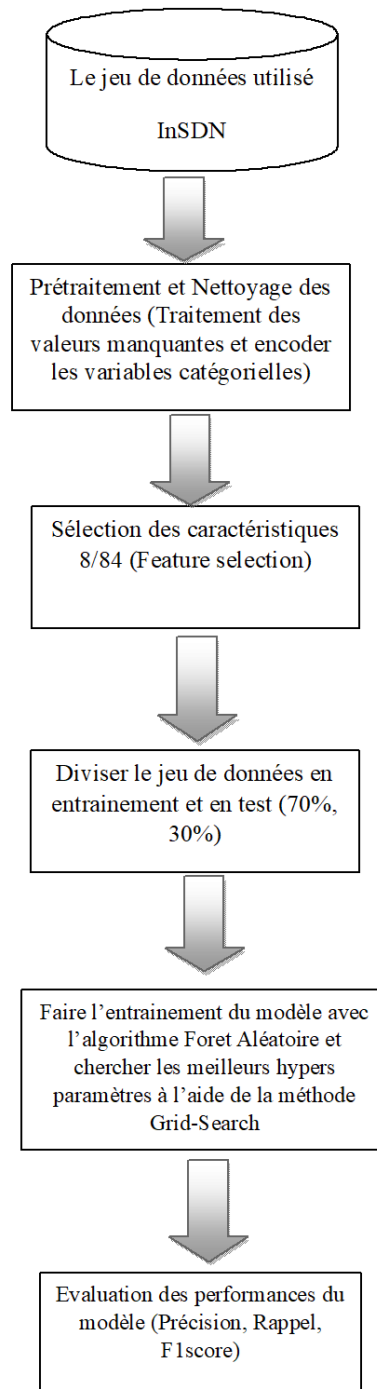 Le jeu de données utilisé
InSDN
Prétraitement et Nettoyage des
données (Traitement des
valeurs manquantes et encoder
les variables catégorielles)
Sélection des caractéristiques
8/84 (Feature selection)
Diviser le jeu de données en
entrainement et en test (70%,
30%)
Faire l’entrainement du modèle avec
l’algorithme Foret Aléatoire et
chercher les meilleurs hypers
paramètres à l’aide de la méthode
Grid-Search
Evaluation des performances du
modèle (Précision, Rappel,
F1score)